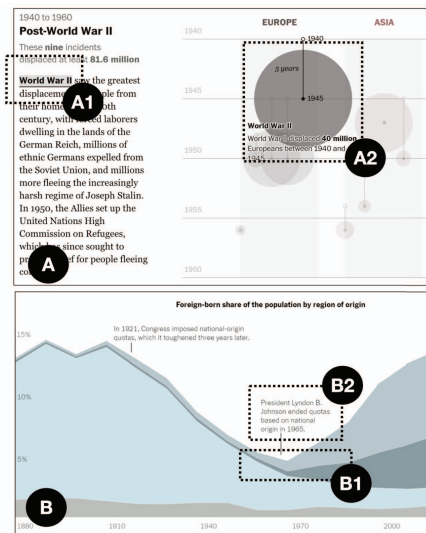 1940 to 1960
Post-World War II
These nine incidents
displaced at least 81.6 million
World War II saw the greatest
from
their home
century, with forced laborers
dwelling in the lands of the
German Reich, millions of
ethnic Germans expelled from
the Soviet Union, and millions
more fleeing the increasingly
harsh regime of Joseph Stalin.
In 1950, the Allies set up the
United Nations High
Commission on Refugees,
which has since sought to
for people fleeing
A1
A
EUROPE
ASIA
1940
1940
5 years
1945
1945
World War II
World War II displaced 40 million
Europeans between 1940 and
1945
A2
1950
1955
1960
Foreign-born share of the population by region of origin
15%
In 1921, Congress imposed national-origin
quotas, which it toughened three years later.
10%
President Lyndon B.
Johnson ended quotas
based on national
origin in 1965.
B2
5%
B1
B
1880
1910
1940
1970
2000